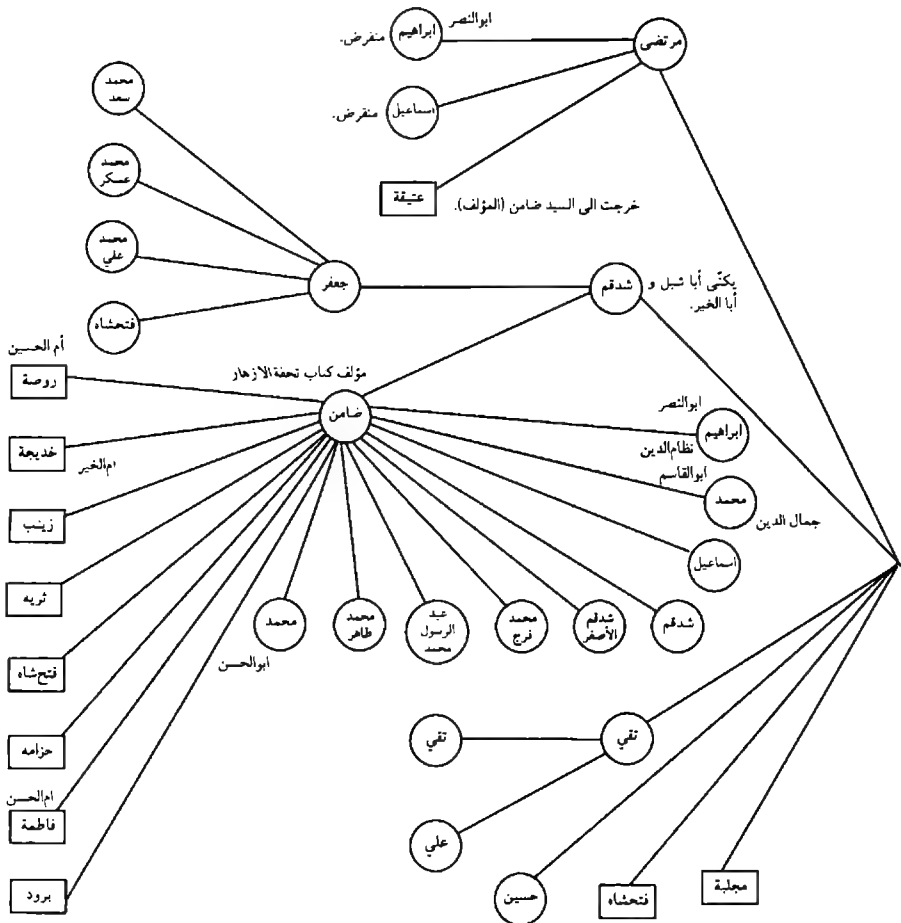 ابوالنصر
مرتضى
ابراهيم
منقرض.
اسماعيل
منقرض.
عتيقة
خرجت الى السيد ضامن (المؤلف).
محمد
سعد
محمد
عسكر
محمد
علي
فتحشاه
جعفر
شدقم
يكنّى أبا شبل و
أبا الخير.
مؤلف كتاب تحفة الازهار
ضامن
أم الحسين
روضة
خديجة
ام الخير
زينب
ثريه
فتح‌شاه
حزامه
ام الحسن
فاطمة
برود
ابوالنصر
ابراهيم
نظام‌الدين
ابوالقاسم
محمد
جمال الدين
اسماعيل
شدقم
شدقم
الأصغر
محمد
فرج
عبد
الرسول
محمد
محمد
طاهر
محمد
ابوالحسن
تقي
تقي
علي
حسين
فتحشاه
مجلبة